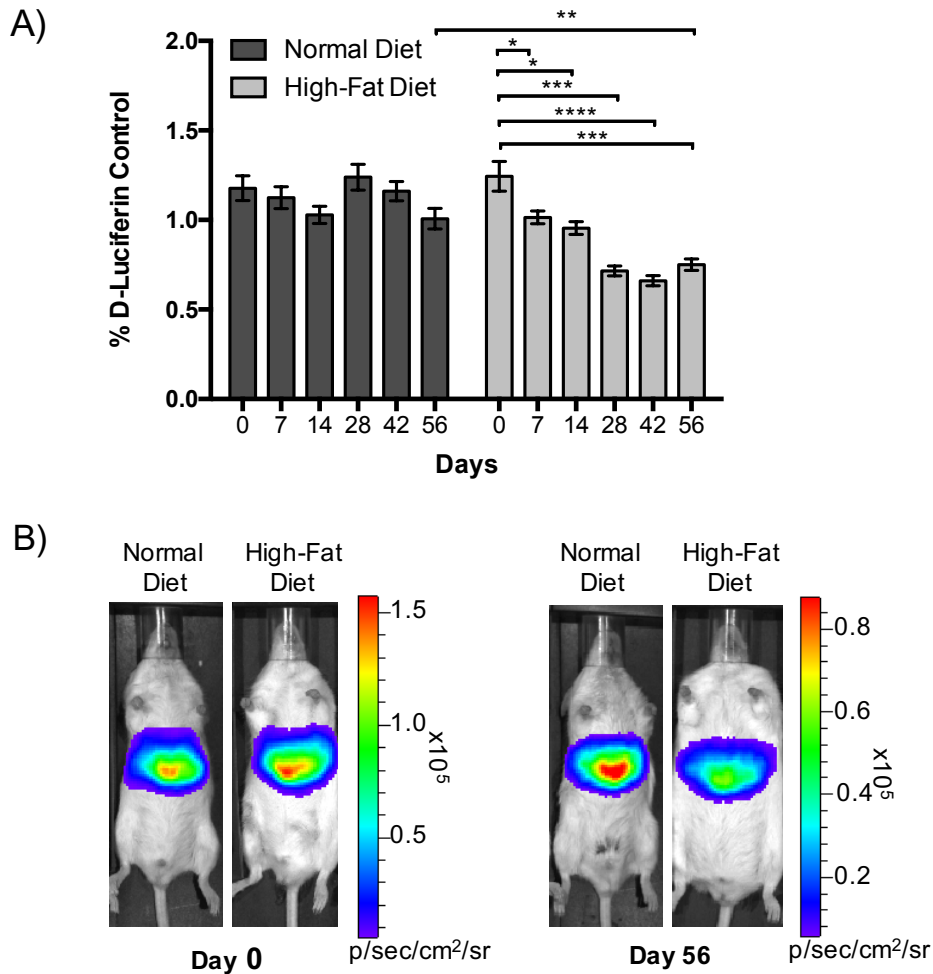 A)
**
2.0
Normal Diet
High-Fat Diet
*
*
***
****
***
1.5
1.0
0.5
0.0
% D-Luciferin Control
0 7 14 28 42 56 0 7 14 28 42 56
Days
B)
Normal Diet
High-Fat Diet
1.5
1.0
0.5
x10⁵
p/sec/cm²/sr
Day 0
Normal Diet
High-Fat Diet
0.8
0.6
0.4
0.2
x10⁵
p/sec/cm²/sr
Day 56